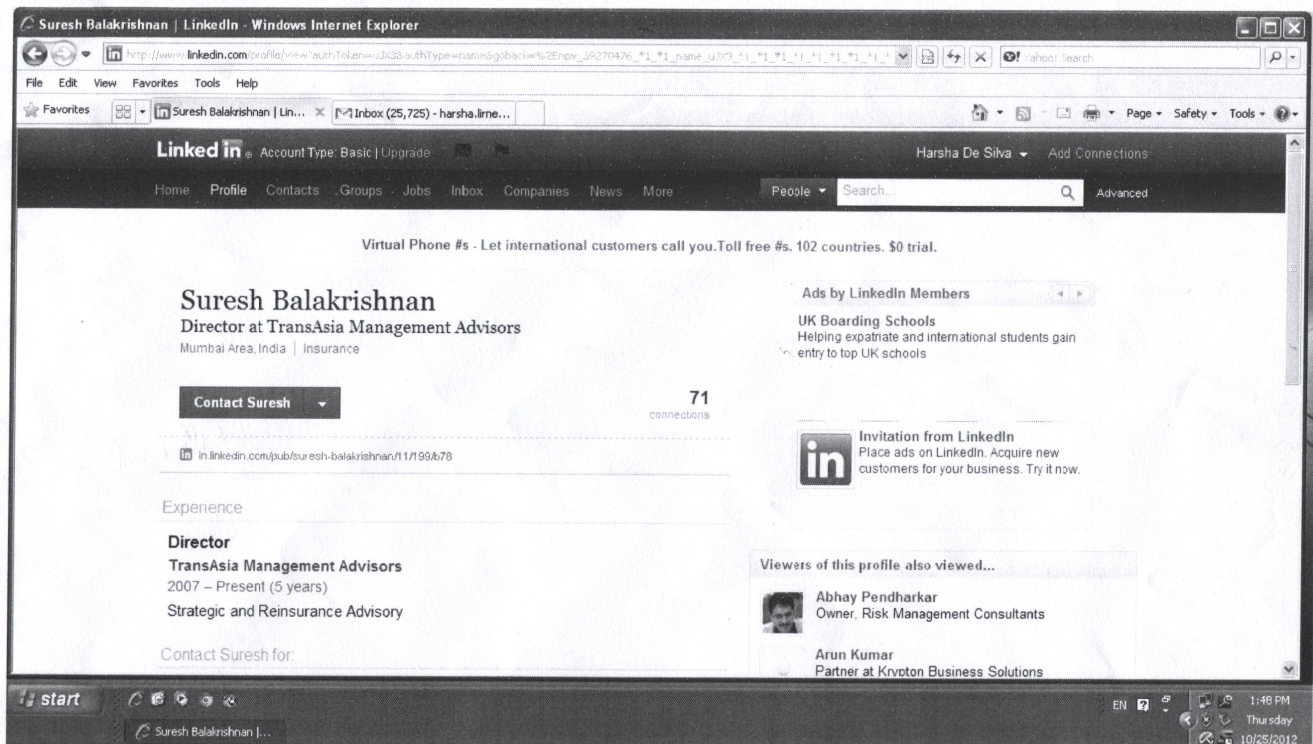 Suresh Balakrishnan | LinkedIn - Windows Internet Explorer
File Edit View Favorites Tools Help
Favorites
Suresh Balakrishnan | Lin...
Inbox (25,725) - harsha.lirne...
Page Safety Tools
Linked in Account Type: Basic | Upgrade
Harsha De Silva Add Connections
Home Profile Contacts Groups Jobs Inbox Companies News More
People Search... Advanced
Virtual Phone #s - Let international customers call you.Toll free #s. 102 countries. $0 trial.
Suresh Balakrishnan
Director at TransAsia Management Advisors
Mumbai Area, India | Insurance
Contact Suresh
71
connections
in.linkedin.com/pub/suresh-balakrishnan/11/199/b78
Experience
Director
TransAsia Management Advisors
2007 – Present (5 years)
Strategic and Reinsurance Advisory
Contact Suresh for:
Ads by LinkedIn Members
UK Boarding Schools
Helping expatriate and international students gain
entry to top UK schools
in
Invitation from LinkedIn
Place ads on LinkedIn. Acquire new
customers for your business. Try it now.
Viewers of this profile also viewed...
Abhay Pendharkar
Owner, Risk Management Consultants
Arun Kumar
Partner at Krypton Business Solutions
start
Suresh Balakrishnan |...
EN
1:48 PM
Thursday
10/25/2012